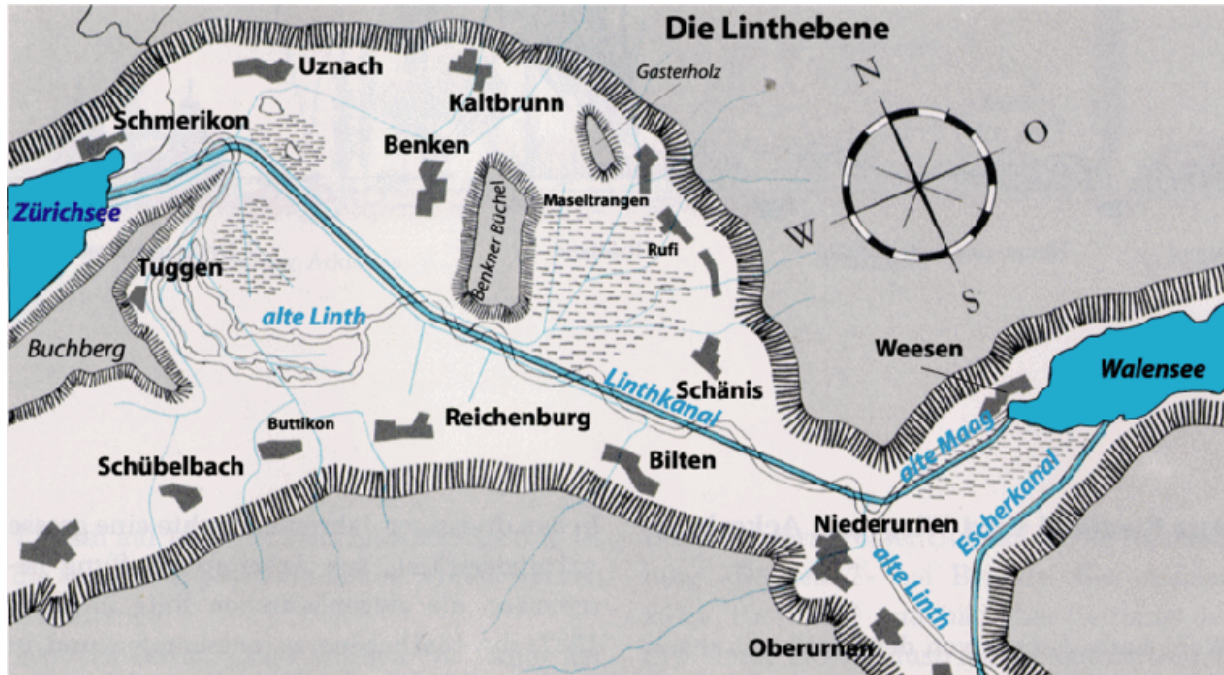 Die Linthebene
Uznach
Kaltbrunn
Gasterholz
N
O
W
S
Schmerikon
Benken
Zürichsee
Benkner Büchel
Maseltrangen
Rufi
Tuggen
alte Linth
Buchberg
Weesen
Walensee
Schänis
Linthkanal
Reichenburg
Buttikon
Schübelbach
Bilten
alte Maag
Niederurnen
Escherkanal
alte Linth
Oberurnen